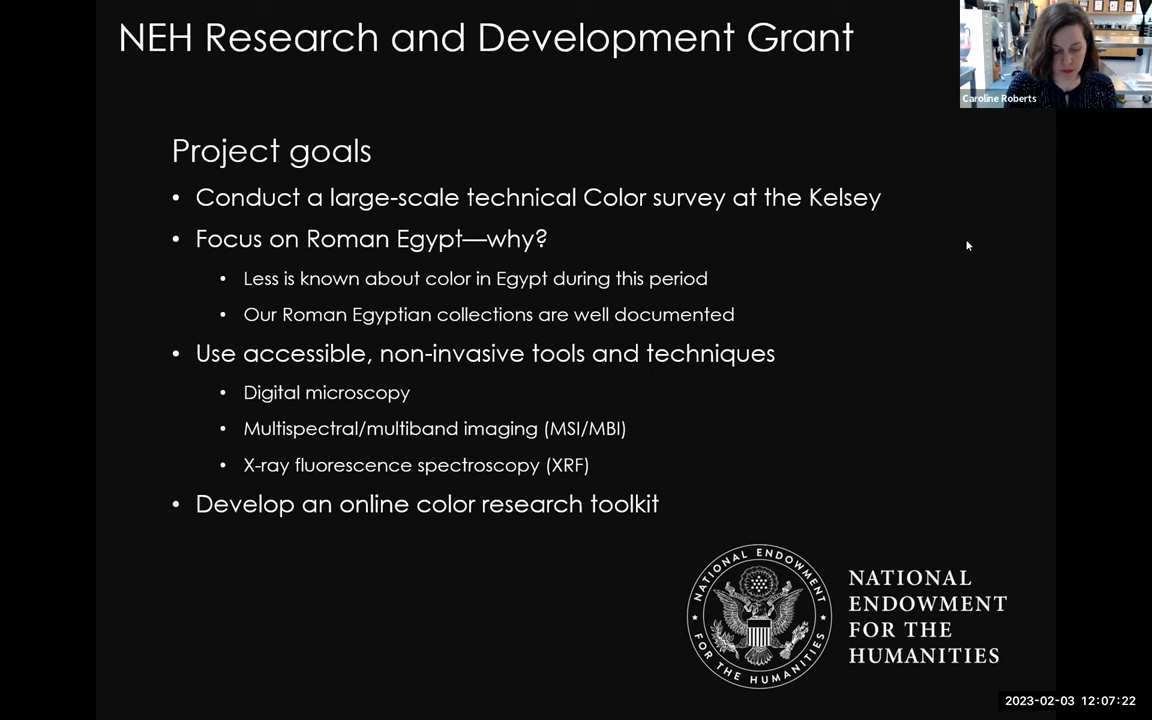 NEH Research and Development Grant
Caroline Roberts
Project goals
• Conduct a large-scale technical Color survey at the Kelsey
• Focus on Roman Egypt—why?
• Less is known about color in Egypt during this period
• Our Roman Egyptian collections are well documented
• Use accessible, non-invasive tools and techniques
• Digital microscopy
• Multispectral/multiband imaging (MSI/MBI)
• X-ray fluorescence spectroscopy (XRF)
• Develop an online color research toolkit
NATIONAL ENDOWMENT
FOR THE HUMANITIES
NATIONAL
ENDOWMENT
FOR THE
HUMANITIES
2023-02-03 12:07:22